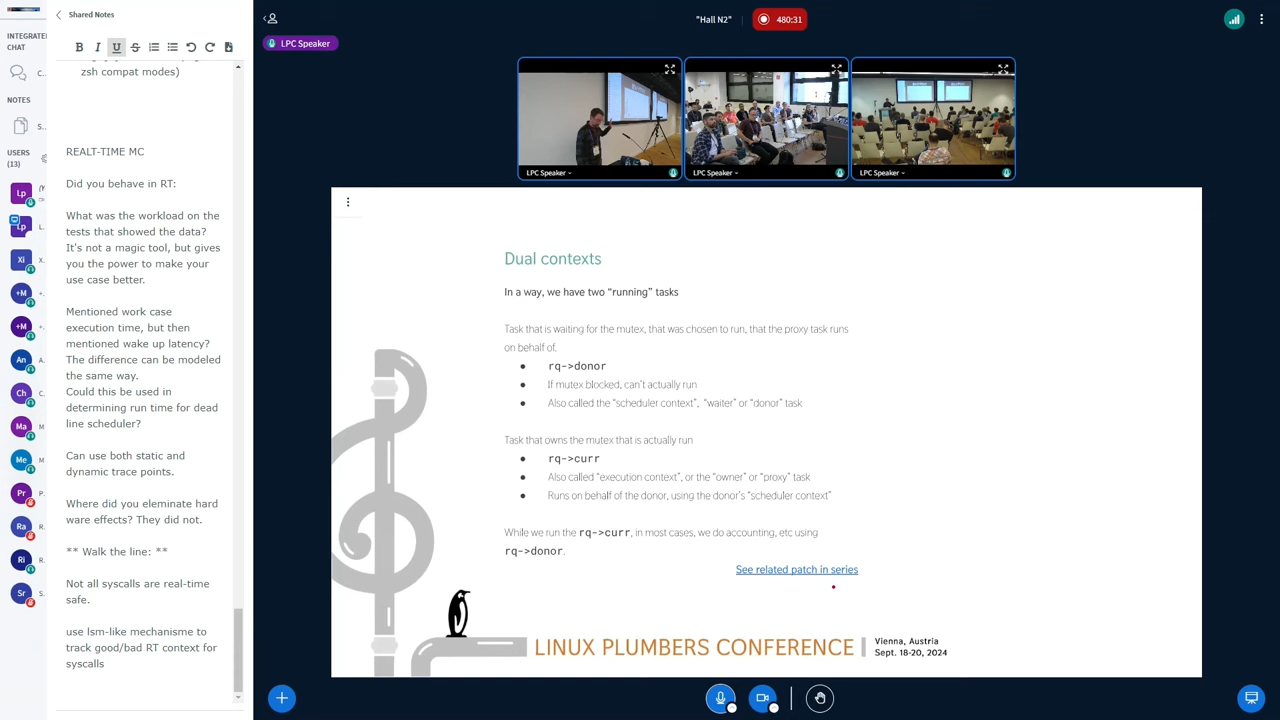 Shared Notes
"Hall N2"
480:31
INTEGRATE
CHAT
LPC Speaker
C.
NOTES
S..
USERS
(13)
Lp
Lp
L.
Xi
X.
+M
+.
+M
+.
An
A.
Ch
C.
Ma
M
Me
M
Pr
P.
Ra
R.
Ri
R.
Sr
S.
zsh compat modes)
REALT-TIME MC
Did you behave in RT:
What was the workload on the
tests that showed the data?
It's not a magic tool, but gives
you the power to make your
use case better.
Mentioned work case
execution time, but then
mentioned wake up latency?
The difference can be modeled
the same way.
Could this be used in
determining run time for dead
line scheduler?
Can use both static and
dynamic trace points.
Where did you eleminate hard
ware effects? They did not.
** Walk the line: **
Not all syscalls are real-time
safe.
use lsm-like mechanisme to
track good/bad RT context for
syscalls
LPC Speaker
LPC Speaker
LPC Speaker
Dual contexts
In a way, we have two “running” tasks
Task that is waiting for the mutex, that was chosen to run, that the proxy task runs
on behalf of.
● rq->donor
● If mutex blocked, can't actually run
● Also called the “scheduler context”, “waiter” or “donor” task
Task that owns the mutex that is actually run
● rq->curr
● Also called “execution context”, or the “owner” or “proxy” task
● Runs on behalf of the donor, using the donor's “scheduler context”
While we run the rq->curr, in most cases, we do accounting, etc using
rq->donor.
See related patch in series
LINUX PLUMBERS CONFERENCE
Vienna, Austria
Sept. 18-20, 2024